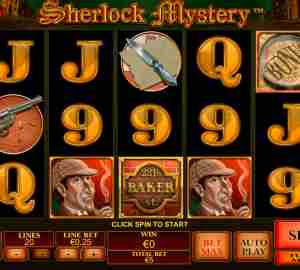 Sherlock Mystery™
J J Q BONUS
9 9 9
Q 221b BAKER ST. J
CLICK SPIN TO START
LINES LINE BET WIN BET MAX AUTO PLAY
20 €0.25 €0
TOTAL BET
€5